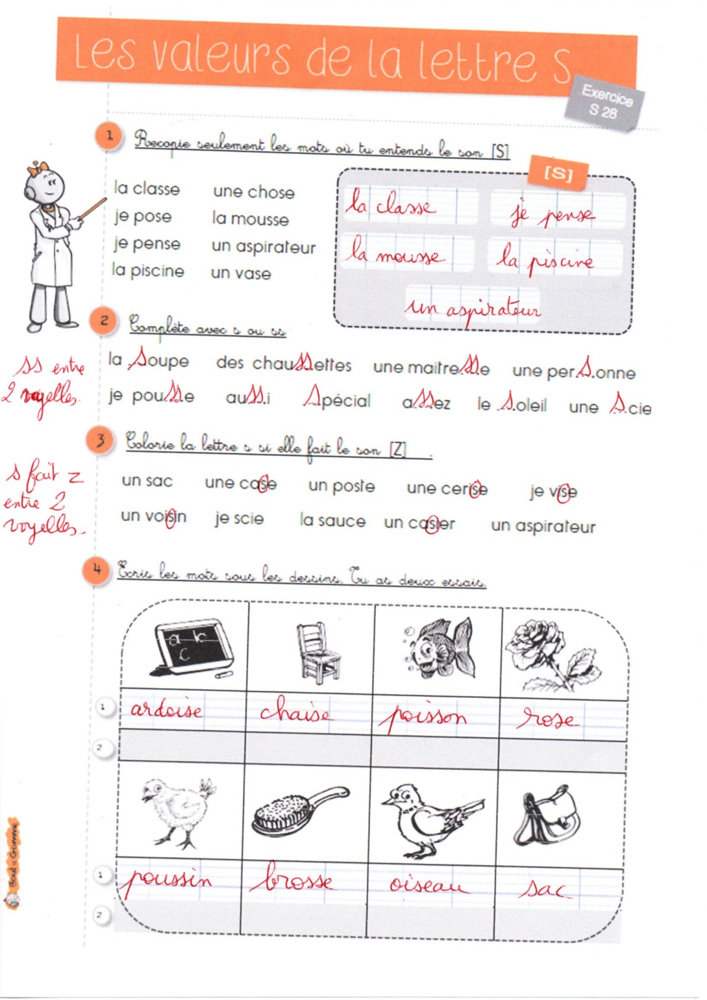 Les valeurs de la lettre S
Exercice
S 28
1 Recopie seulement les mots où tu entends le son [S]
[S]
la classe une chose
je pose la mousse
je pense un aspirateur
la piscine un vase
la classe je pense
la mousse la piscine
un aspirateur
2 Complète avec s ou ss
la soupe des chaussettes une maitresse une personne
je pousse aussi spécial assez le soleil une scie
ss entre
2 voyelles.
3 Colorie la lettre s si elle fait le son [Z] .
un sac une case un poste une cerise je vise
un voisin je scie la sauce un casier un aspirateur
s fait z
entre 2
voyelles.
4 Ecris les mots sous les dessins. Tu as deux essais.
a b
c
1 ardoise chaise poisson rose
2
1 poussin brosse oiseau sac
2
Bout de Gomme